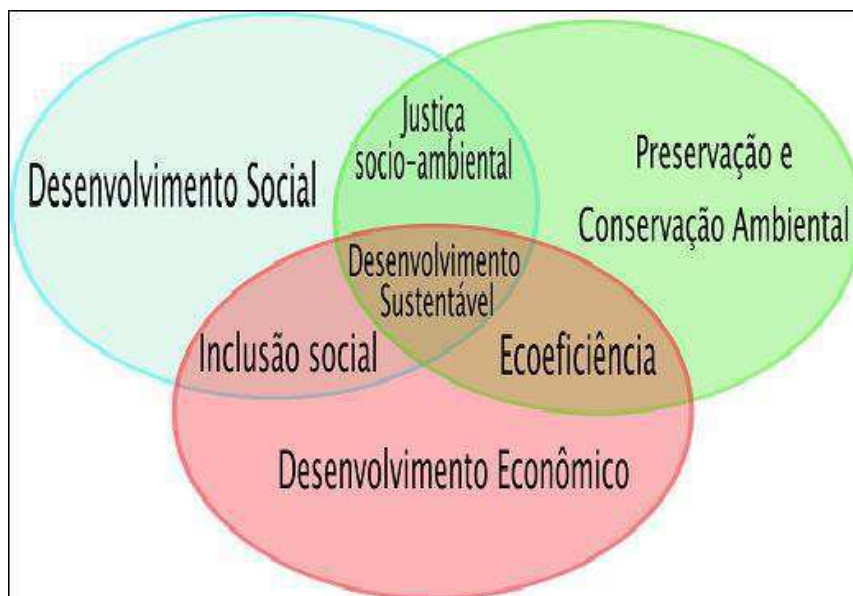 Justiça
socio-ambiental
Desenvolvimento Social
Preservação e
Conservação Ambiental
Desenvolvimento
Sustentável
Inclusão social
Ecoeficiência
Desenvolvimento Econômico